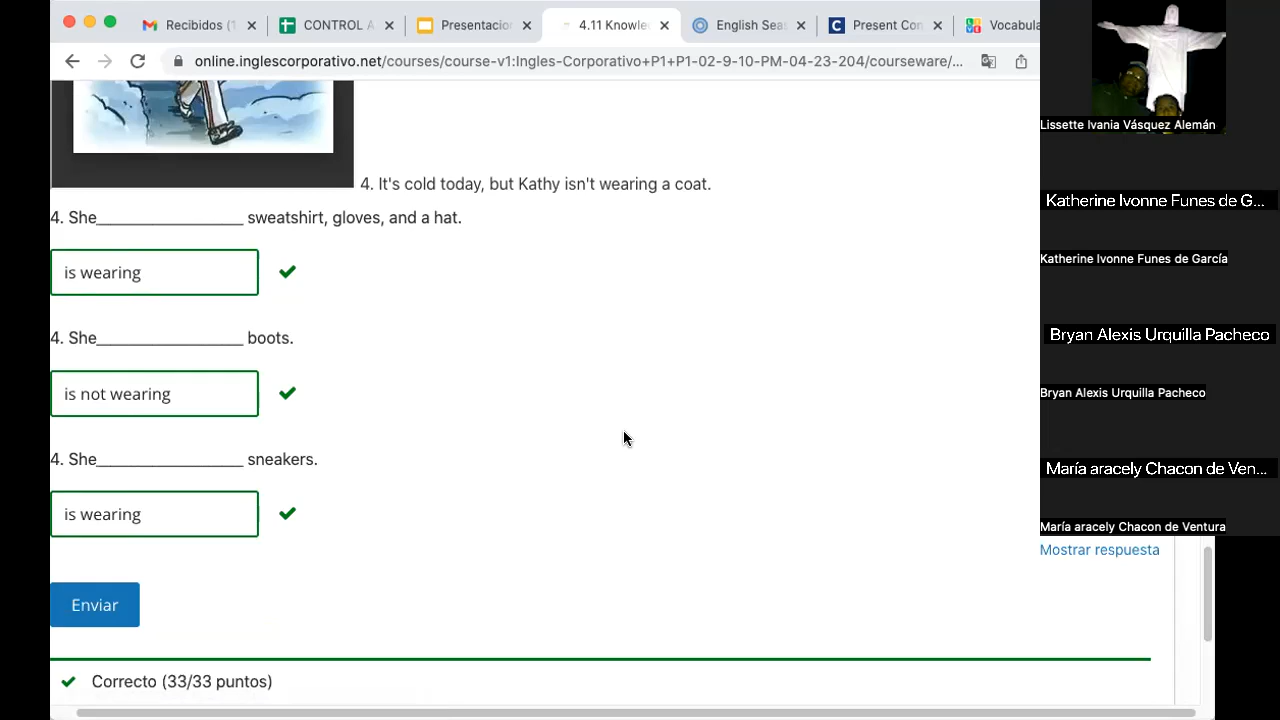 Recibidos (1
CONTROL A
Presentacio
4.11 Knowle
English Sea
Present Con
Vocabula
online.inglescorporativo.net/courses/course-v1:Ingles-Corporativo+P1+P1-02-9-10-PM-04-23-204/courseware/...
Lissette Ivania Vásquez Alemán
4. It's cold today, but Kathy isn't wearing a coat.
Katherine Ivonne Funes de G...
4. She_________________ sweatshirt, gloves, and a hat.
Katherine Ivonne Funes de García
is wearing
4. She_________________ boots.
Bryan Alexis Urquilla Pacheco
is not wearing
Bryan Alexis Urquilla Pacheco
4. She_________________ sneakers.
María aracely Chacon de Ven...
is wearing
María aracely Chacon de Ventura
Mostrar respuesta
Enviar
Correcto (33/33 puntos)